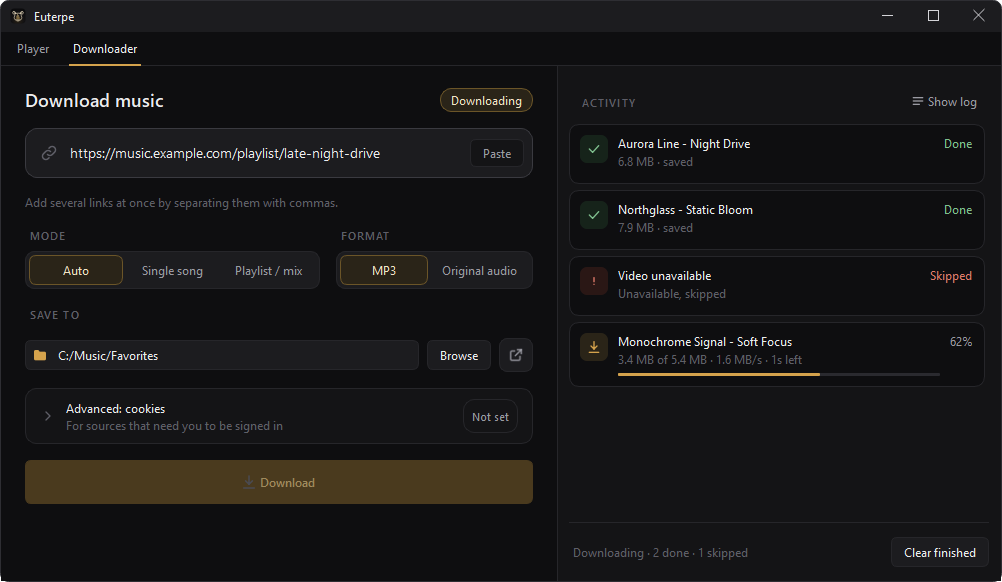 Euterpe
Player
Downloader
Download music
Downloading
https://music.example.com/playlist/late-night-drive
Paste
Add several links at once by separating them with commas.
MODE
FORMAT
Auto
Single song
Playlist / mix
MP3
Original audio
SAVE TO
C:/Music/Favorites
Browse
Advanced: cookies
For sources that need you to be signed in
Not set
Download
ACTIVITY
Show log
Aurora Line - Night Drive
Done
6.8 MB · saved
Northglass - Static Bloom
Done
7.9 MB · saved
!
Video unavailable
Skipped
Unavailable, skipped
Monochrome Signal - Soft Focus
62%
3.4 MB of 5.4 MB · 1.6 MB/s · 1s left
Downloading · 2 done · 1 skipped
Clear finished